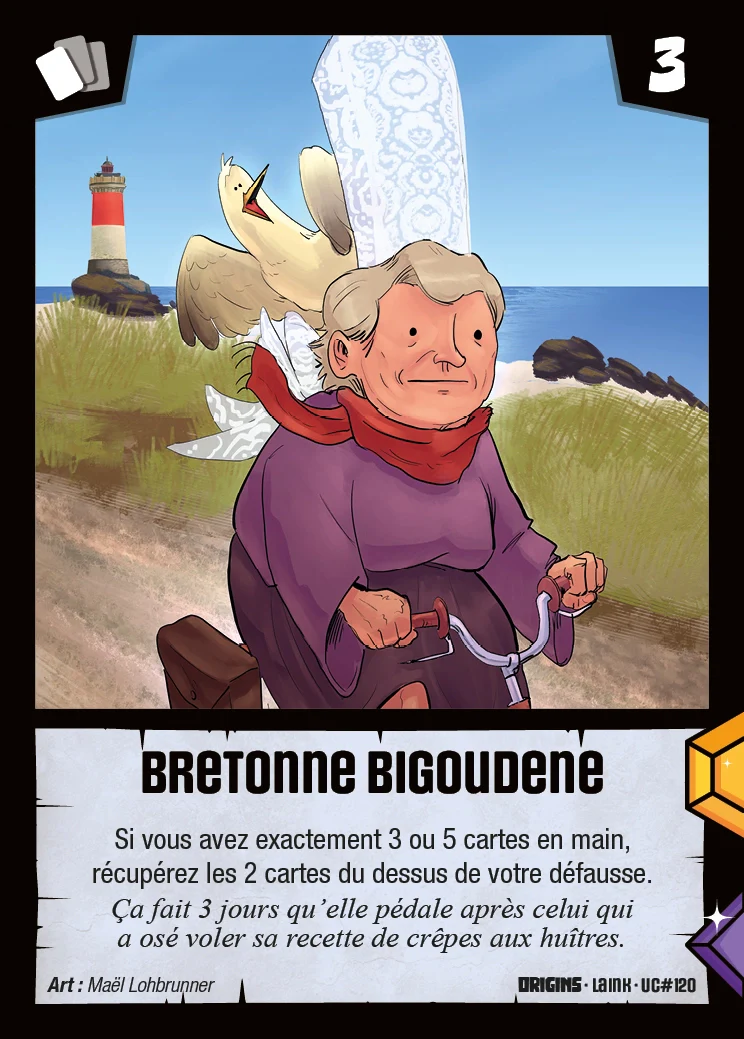 3
BRETONNE BIGOUDENE
Si vous avez exactement 3 ou 5 cartes en main,
récupérez les 2 cartes du dessus de votre défausse.
Ça fait 3 jours qu’elle pédale après celui qui
a osé voler sa recette de crêpes aux huîtres.
Art : Maël Lohbrunner
ORIGINS · Laink · UC#120